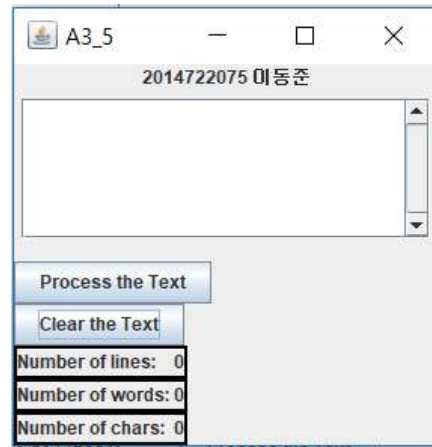 A3_5
2014722075 이동준
Process the Text
Clear the Text
Number of lines: 0
Number of words: 0
Number of chars: 0